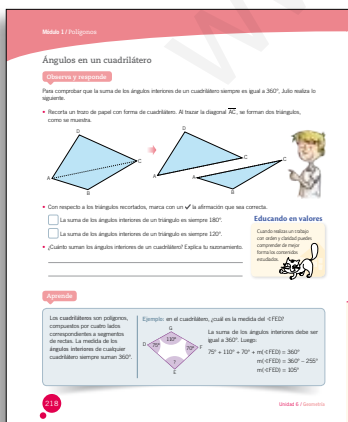 Módulo 1 / Polígonos
Ángulos en un cuadrilátero
Observa y responde
Para comprobar que la suma de los ángulos interiores de un cuadrilátero siempre es igual a 360°, Julio realiza lo
siguiente.
• Recorta un trozo de papel con forma de cuadrilátero. Al trazar la diagonal AC, se forman dos triángulos,
como se muestra.
D
C
A
B
D
C
A
C
A
B
• Con respecto a los triángulos recortados, marca con un ✓ la afirmación que sea correcta.
La suma de los ángulos interiores de un triángulo es siempre 180°.
La suma de los ángulos interiores de un triángulo es siempre 120°.
• ¿Cuánto suman los ángulos interiores de un cuadrilátero? Explica tu razonamiento.
Educando en valores
Cuando realizas un trabajo
con orden y claridad puedes
comprender de mejor
forma los contenidos
estudiados.
Aprende
Los cuadriláteros son polígonos,
compuestos por cuatro lados
correspondientes a segmentos
de rectas. La medida de los
ángulos interiores de cualquier
cuadrilátero siempre suman 360°.
Ejemplo: en el cuadrilátero, ¿cuál es la medida del ∢FED?
G
110°
D 75° 70° F
?
E
La suma de los ángulos interiores debe ser
igual a 360°. Luego:
75° + 110° + 70° + m(∢FED) = 360°
m(∢FED) = 360° – 255°
m(∢FED) = 105°
218
Unidad 6 / Geometría